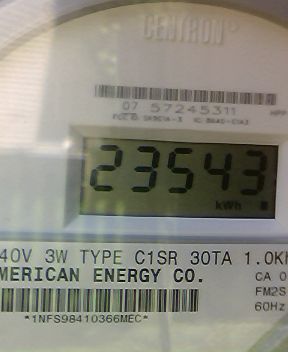 CENTRON®
07 57245311
23543
kWh
40V 3W TYPE C1SR 30TA 1.0K
MERICAN ENERGY CO.
CA 0
FM2S
60Hz
*1NFS98410366MEC*